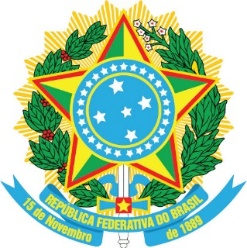 REPÚBLICA FEDERATIVA DO BRASIL
15 de Novembro
de 1889